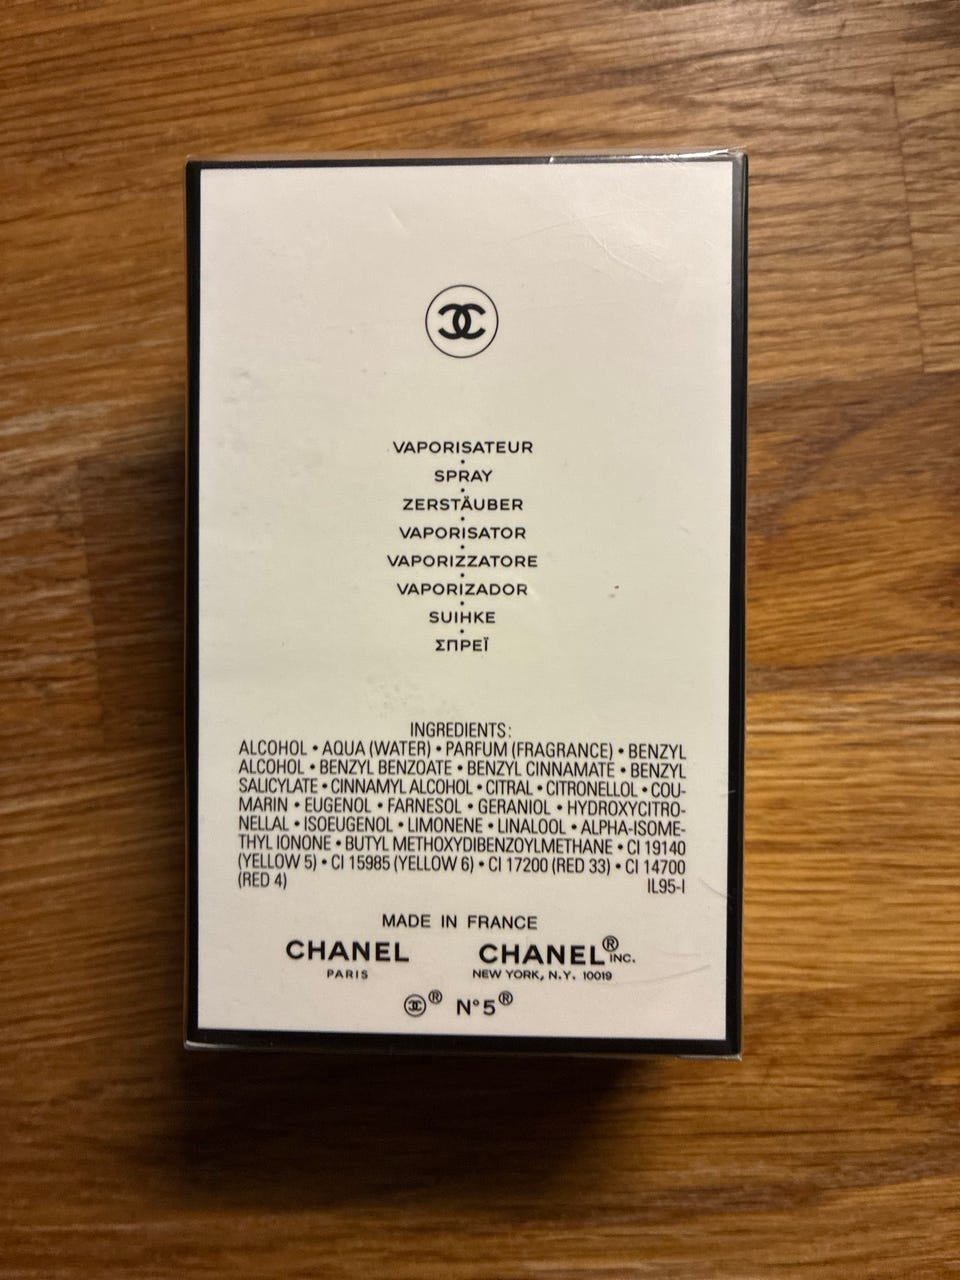 VAPORISATEUR
•
SPRAY
•
ZERSTÄUBER
•
VAPORISATOR
•
VAPORIZZATORE
•
VAPORIZADOR
•
SUIHKE
•
ΣΠΡΕΪ
INGREDIENTS:
ALCOHOL • AQUA (WATER) • PARFUM (FRAGRANCE) • BENZYL
ALCOHOL • BENZYL BENZOATE • BENZYL CINNAMATE • BENZYL
SALICYLATE • CINNAMYL ALCOHOL • CITRAL • CITRONELLOL • COU-
MARIN • EUGENOL • FARNESOL • GERANIOL • HYDROXYCITRO-
NELLAL • ISOEUGENOL • LIMONENE • LINALOOL • ALPHA-ISOME-
THYL IONONE • BUTYL METHOXYDIBENZOYLMETHANE • CI 19140
(YELLOW 5) • CI 15985 (YELLOW 6) • CI 17200 (RED 33) • CI 14700
(RED 4) IL95-I
MADE IN FRANCE
CHANEL CHANEL® INC.
PARIS NEW YORK, N.Y. 10019
® N°5®